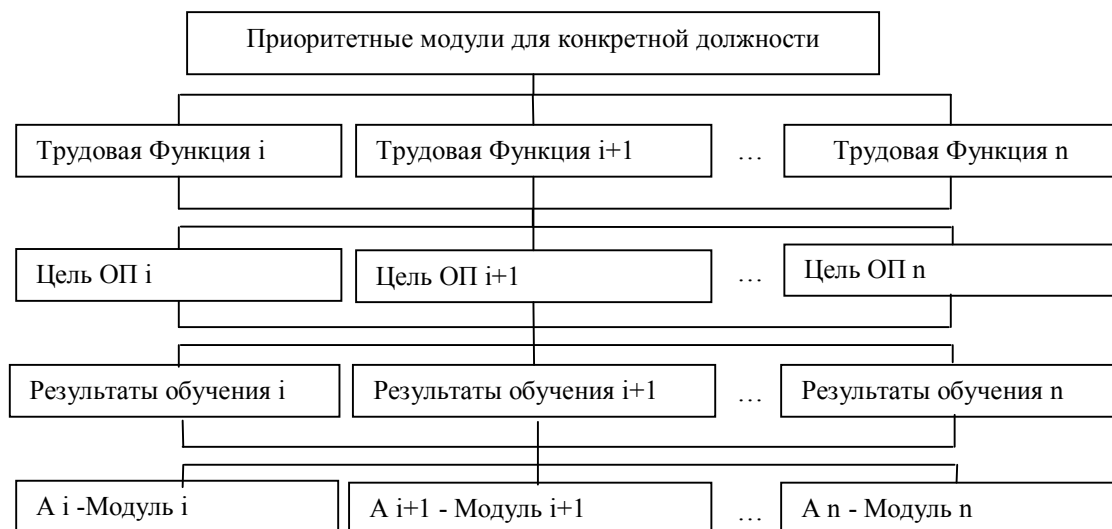 Приоритетные модули для конкретной должности
Трудовая Функция i
Трудовая Функция i+1
…
Трудовая Функция n
Цель ОП i
Цель ОП i+1
…
Цель ОП n
Результаты обучения i
Результаты обучения i+1
…
Результаты обучения n
А i -Модуль i
А i+1 - Модуль i+1
…
А n - Модуль n